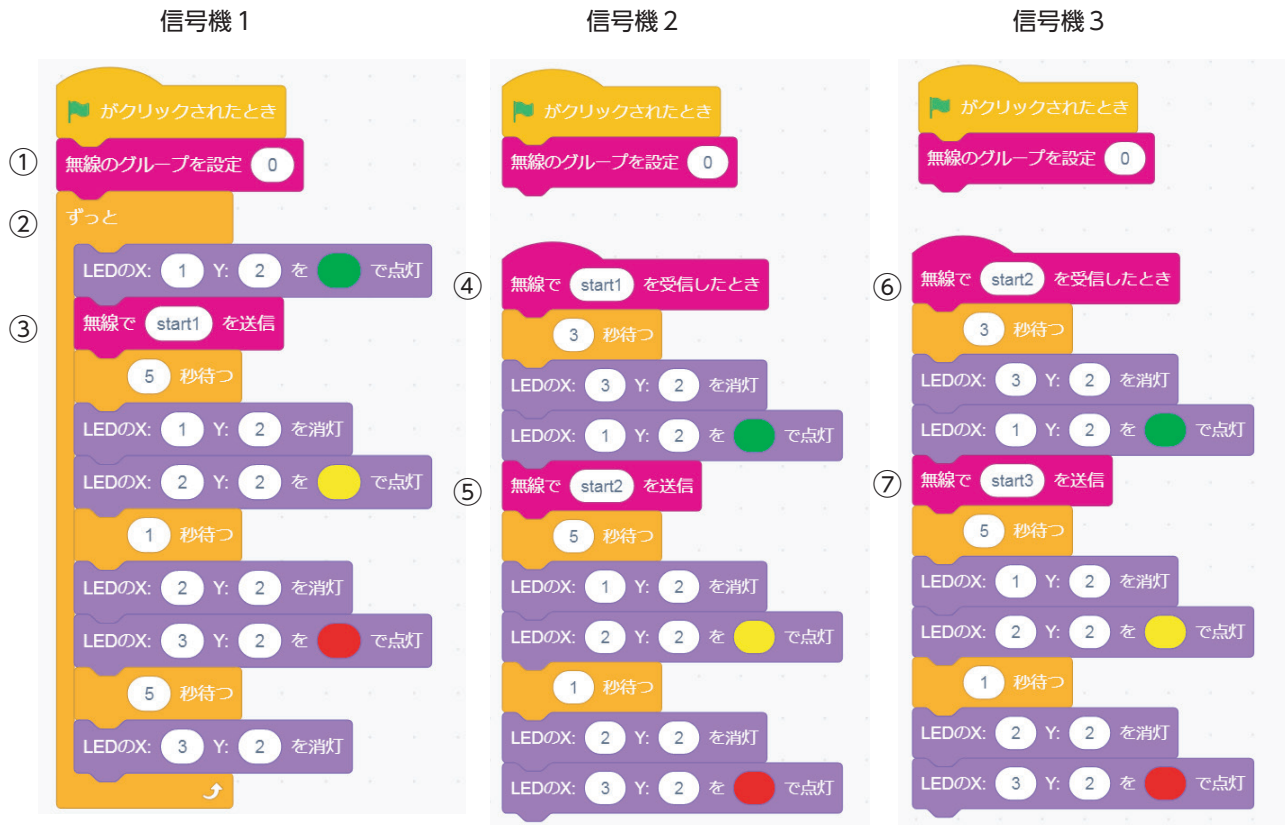 信号機1
がクリックされたとき
① 無線のグループを設定 0
② ずっと
LEDのX: 1 Y: 2 を で点灯
③ 無線で start1 を送信
5 秒待つ
LEDのX: 1 Y: 2 を消灯
LEDのX: 2 Y: 2 を で点灯
1 秒待つ
LEDのX: 2 Y: 2 を消灯
LEDのX: 3 Y: 2 を で点灯
5 秒待つ
LEDのX: 3 Y: 2 を消灯
信号機2
がクリックされたとき
無線のグループを設定 0
④ 無線で start1 を受信したとき
3 秒待つ
LEDのX: 3 Y: 2 を消灯
LEDのX: 1 Y: 2 を で点灯
⑤ 無線で start2 を送信
5 秒待つ
LEDのX: 1 Y: 2 を消灯
LEDのX: 2 Y: 2 を で点灯
1 秒待つ
LEDのX: 2 Y: 2 を消灯
LEDのX: 3 Y: 2 を で点灯
信号機3
がクリックされたとき
無線のグループを設定 0
⑥ 無線で start2 を受信したとき
3 秒待つ
LEDのX: 3 Y: 2 を消灯
LEDのX: 1 Y: 2 を で点灯
⑦ 無線で start3 を送信
5 秒待つ
LEDのX: 1 Y: 2 を消灯
LEDのX: 2 Y: 2 を で点灯
1 秒待つ
LEDのX: 2 Y: 2 を消灯
LEDのX: 3 Y: 2 を で点灯